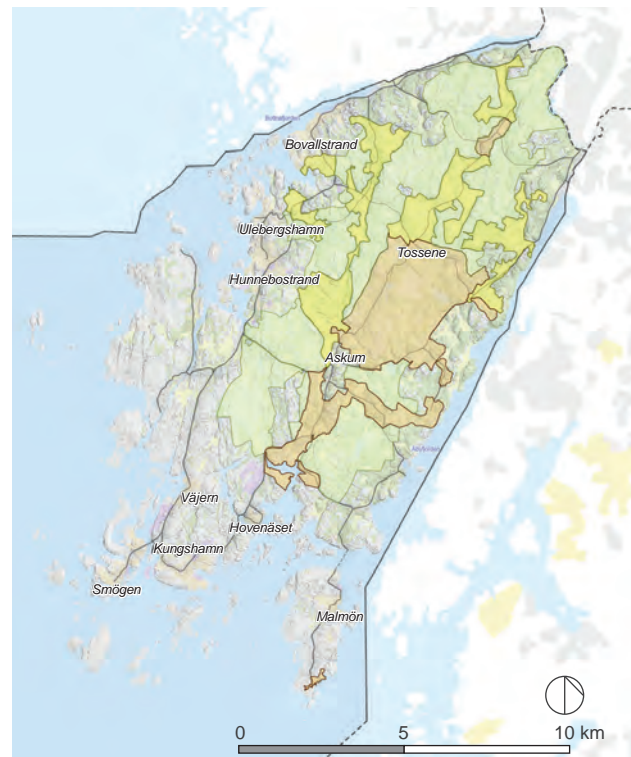 Bovallstrand
Ulebergshamn
Tossene
Hunnebostrand
Askum
Väjern
Hovenäset
Kungshamn
Smögen
Malmön
0 5 10 km